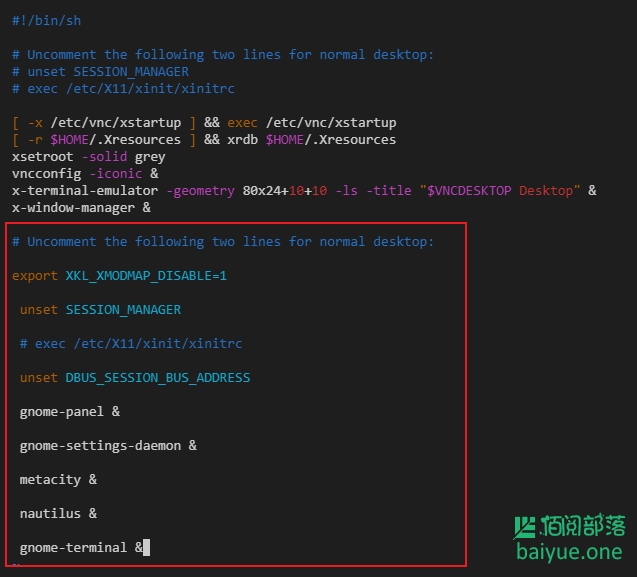 #!/bin/sh
# Uncomment the following two lines for normal desktop:
# unset SESSION_MANAGER
# exec /etc/X11/xinit/xinitrc
[ -x /etc/vnc/xstartup ] && exec /etc/vnc/xstartup
[ -r $HOME/.Xresources ] && xrdb $HOME/.Xresources
xsetroot -solid grey
vncconfig -iconic &
x-terminal-emulator -geometry 80x24+10+10 -ls -title "$VNCDESKTOP Desktop" &
x-window-manager &
# Uncomment the following two lines for normal desktop:
export XKL_XMODMAP_DISABLE=1
unset SESSION_MANAGER
# exec /etc/X11/xinit/xinitrc
unset DBUS_SESSION_BUS_ADDRESS
gnome-panel &
gnome-settings-daemon &
metacity &
nautilus &
gnome-terminal &
佰阅部落
baiyue.one